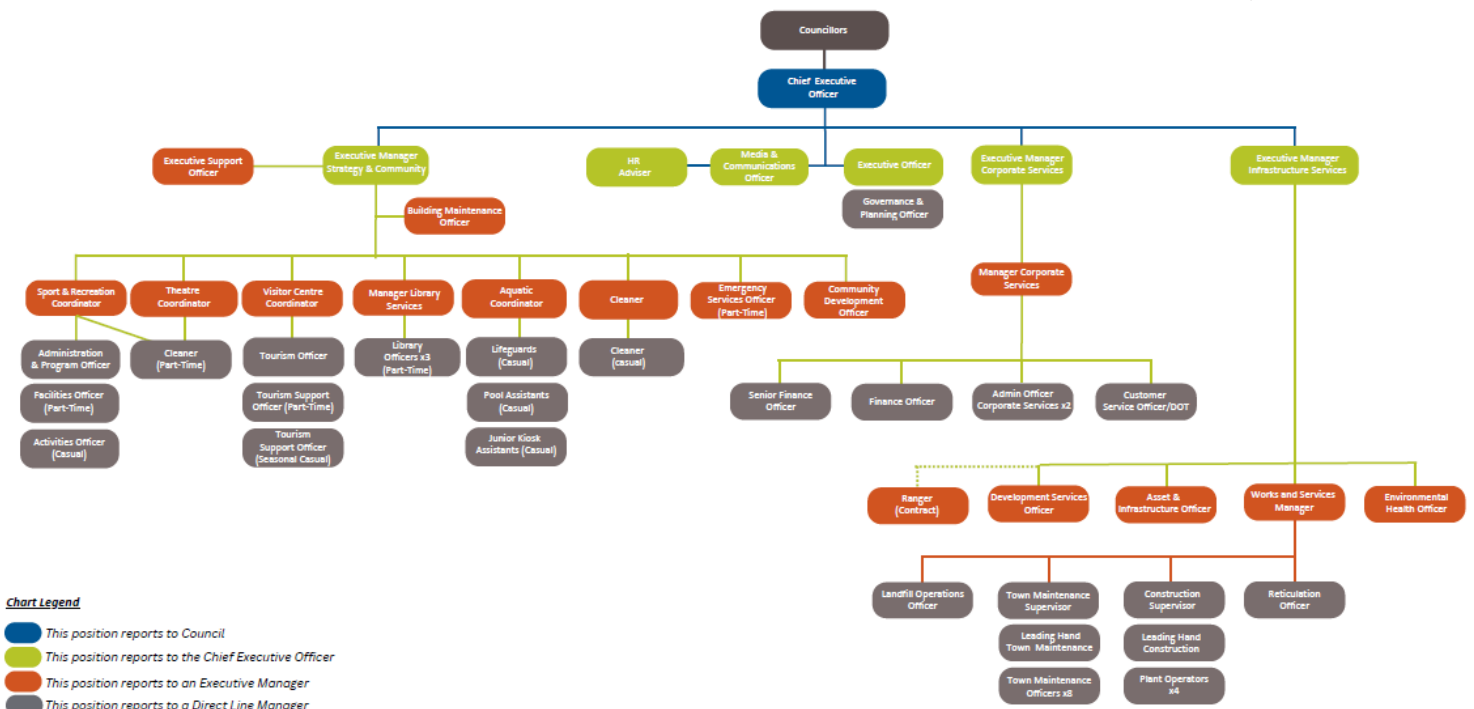 Councillors
Chief Executive
Officer
Executive Support
Officer
Executive Manager
Strategy & Community
HR
Adviser
Media &
Communications
Officer
Executive Officer
Executive Manager
Corporate Services
Executive Manager
Infrastructure Services
Governance &
Planning Officer
Building Maintenance
Officer
Manager Corporate
Services
Sport & Recreation
Coordinator
Theatre
Coordinator
Visitor Centre
Coordinator
Manager Library
Services
Aquatic
Coordinator
Cleaner
Emergency
Services Officer
(Part-Time)
Community
Development
Officer
Administration
& Program Officer
Cleaner
(Part-Time)
Tourism Officer
Library
Officers x3
(Part-Time)
Lifeguards
(Casual)
Cleaner
(casual)
Facilities Officer
(Part-Time)
Tourism Support
Officer (Part-Time)
Pool Assistants
(Casual)
Senior Finance
Officer
Finance Officer
Admin Officer
Corporate Services x2
Customer
Service Officer/DOT
Activities Officer
(Casual)
Tourism
Support Officer
(Seasonal Casual)
Junior Kiosk
Assistants (Casual)
Ranger
(Contract)
Development Services
Officer
Asset &
Infrastructure Officer
Works and Services
Manager
Environmental
Health Officer
Landfill Operations
Officer
Town Maintenance
Supervisor
Construction
Supervisor
Reticulation
Officer
Leading Hand
Town Maintenance
Leading Hand
Construction
Town Maintenance
Officers x8
Plant Operators
x4
Chart Legend
This position reports to Council
This position reports to the Chief Executive Officer
This position reports to an Executive Manager
This position reports to a Direct Line Manager